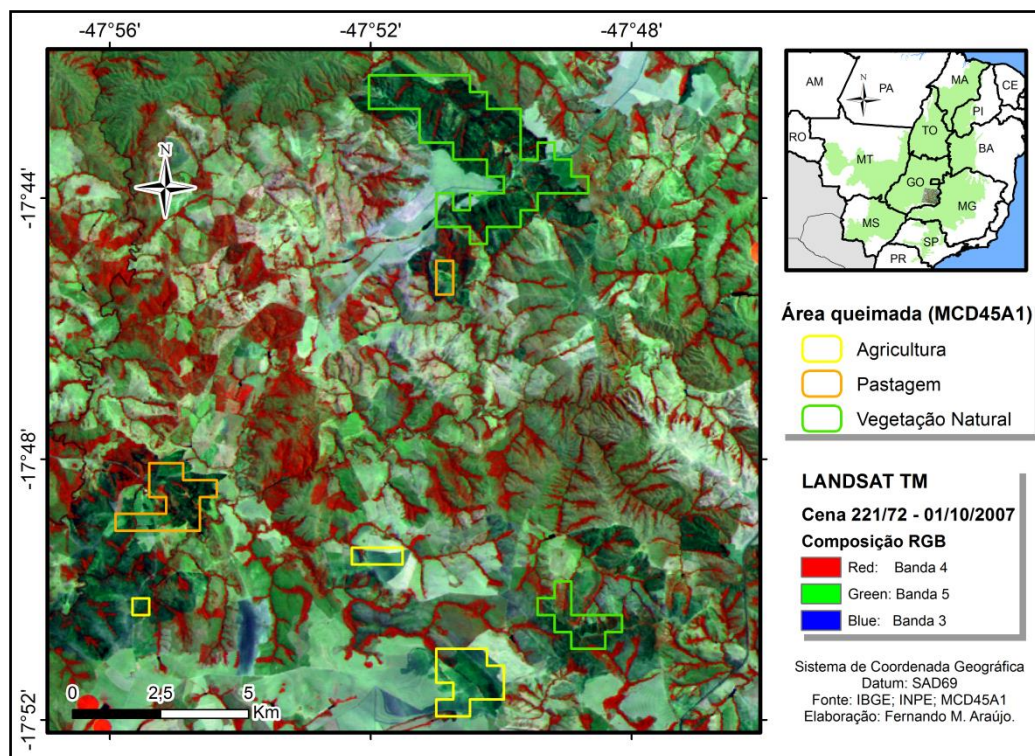 -47°56'
-47°52'
-47°48'
-17°44'
-17°48'
-17°52'
N
0 2,5 5
Km
N
AM
PA
MA
CE
PI
RO
TO
BA
MT
GO
MG
MS
SP
PR
Área queimada (MCD45A1)
Agricultura
Pastagem
Vegetação Natural
LANDSAT TM
Cena 221/72 - 01/10/2007
Composição RGB
Red: Banda 4
Green: Banda 5
Blue: Banda 3
Sistema de Coordenada Geográfica
Datum: SAD69
Fonte: IBGE; INPE; MCD45A1
Elaboração: Fernando M. Araújo.